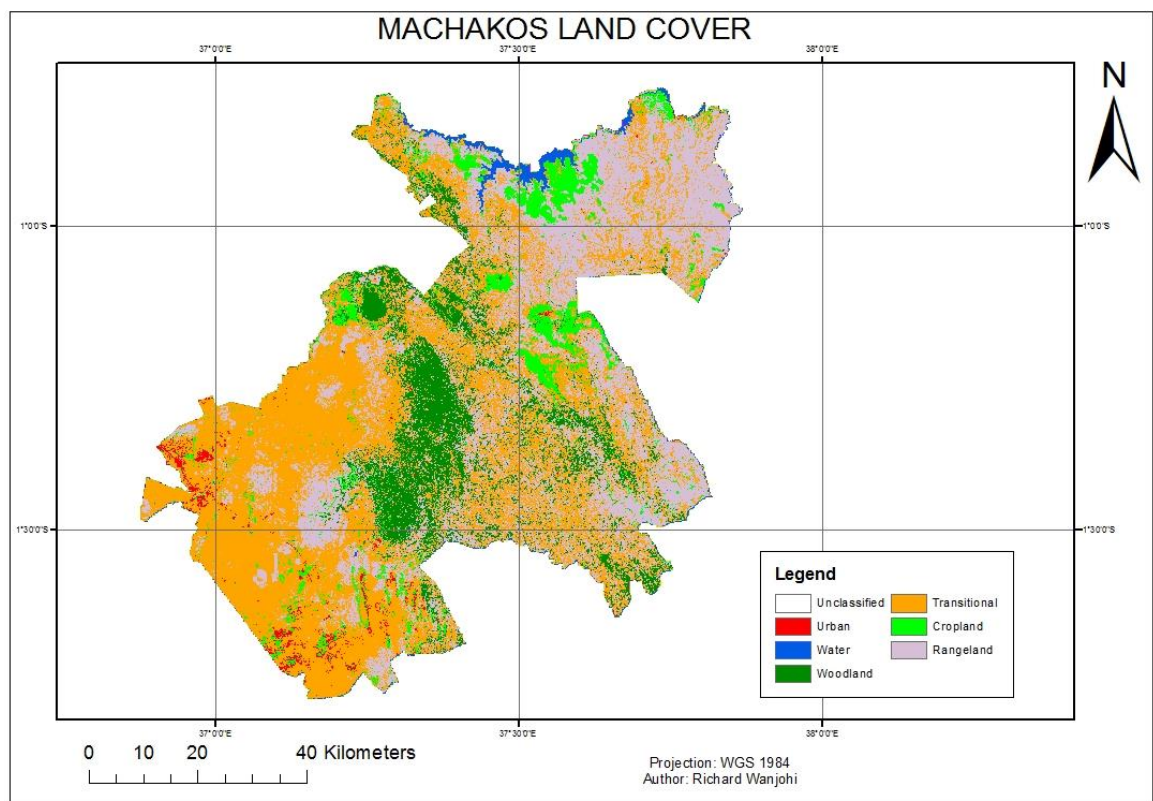 MACHAKOS LAND COVER
37°0'0"E 37°30'0"E 38°0'0"E
N
1°0'0"S 1°0'0"S
1°30'0"S 1°30'0"S
Legend
Unclassified Transitional
Urban Cropland
Water Rangeland
Woodland
37°0'0"E 37°30'0"E 38°0'0"E
0 10 20 40 Kilometers
Projection: WGS 1984
Author: Richard Wanjohi